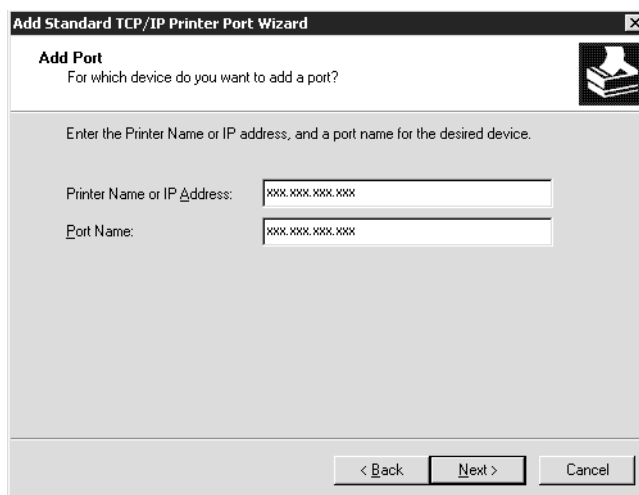 Add Standard TCP/IP Printer Port Wizard
Add Port
For which device do you want to add a port?
Enter the Printer Name or IP address, and a port name for the desired device.
Printer Name or IP Address: xxx.xxx.xxx.xxx
Port Name: xxx.xxx.xxx.xxx
< Back Next > Cancel